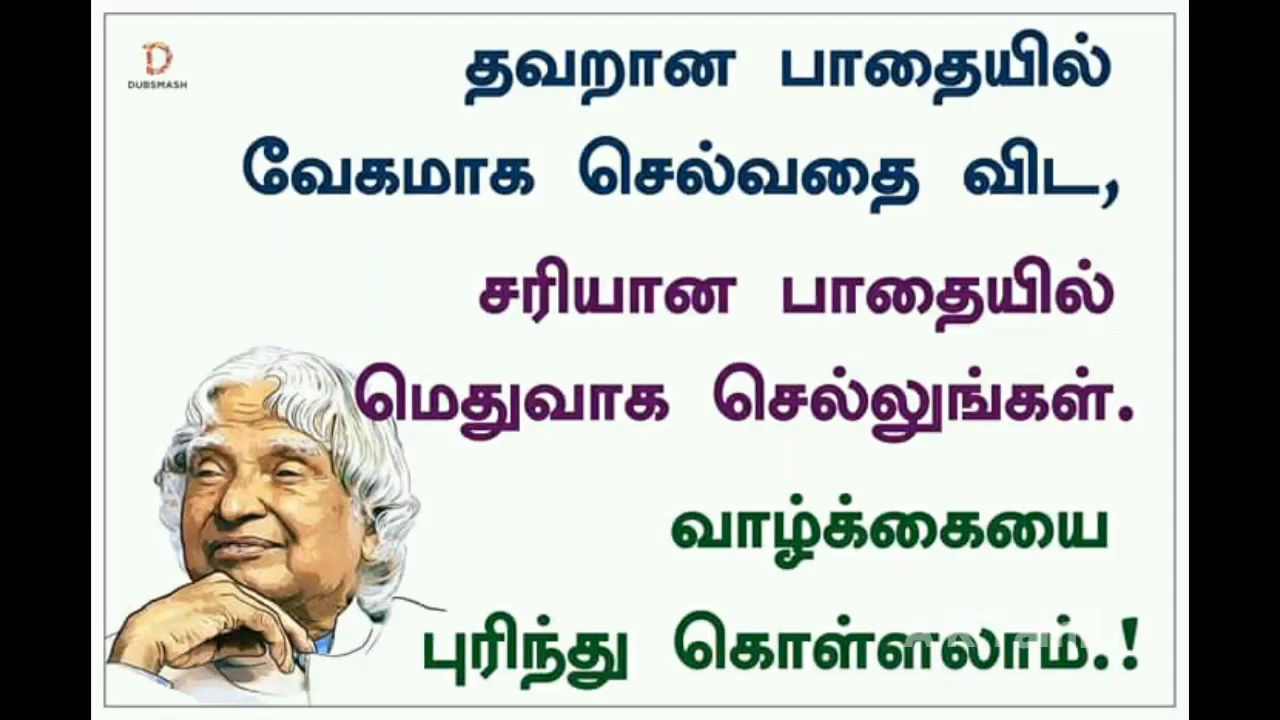 DUBSMASH
தவறான பாதையில்
வேகமாக செல்வதை விட,
சரியான பாதையில்
மெதுவாக செல்லுங்கள்.
வாழ்க்கையை
புரிந்து கொள்ளலாம்.!